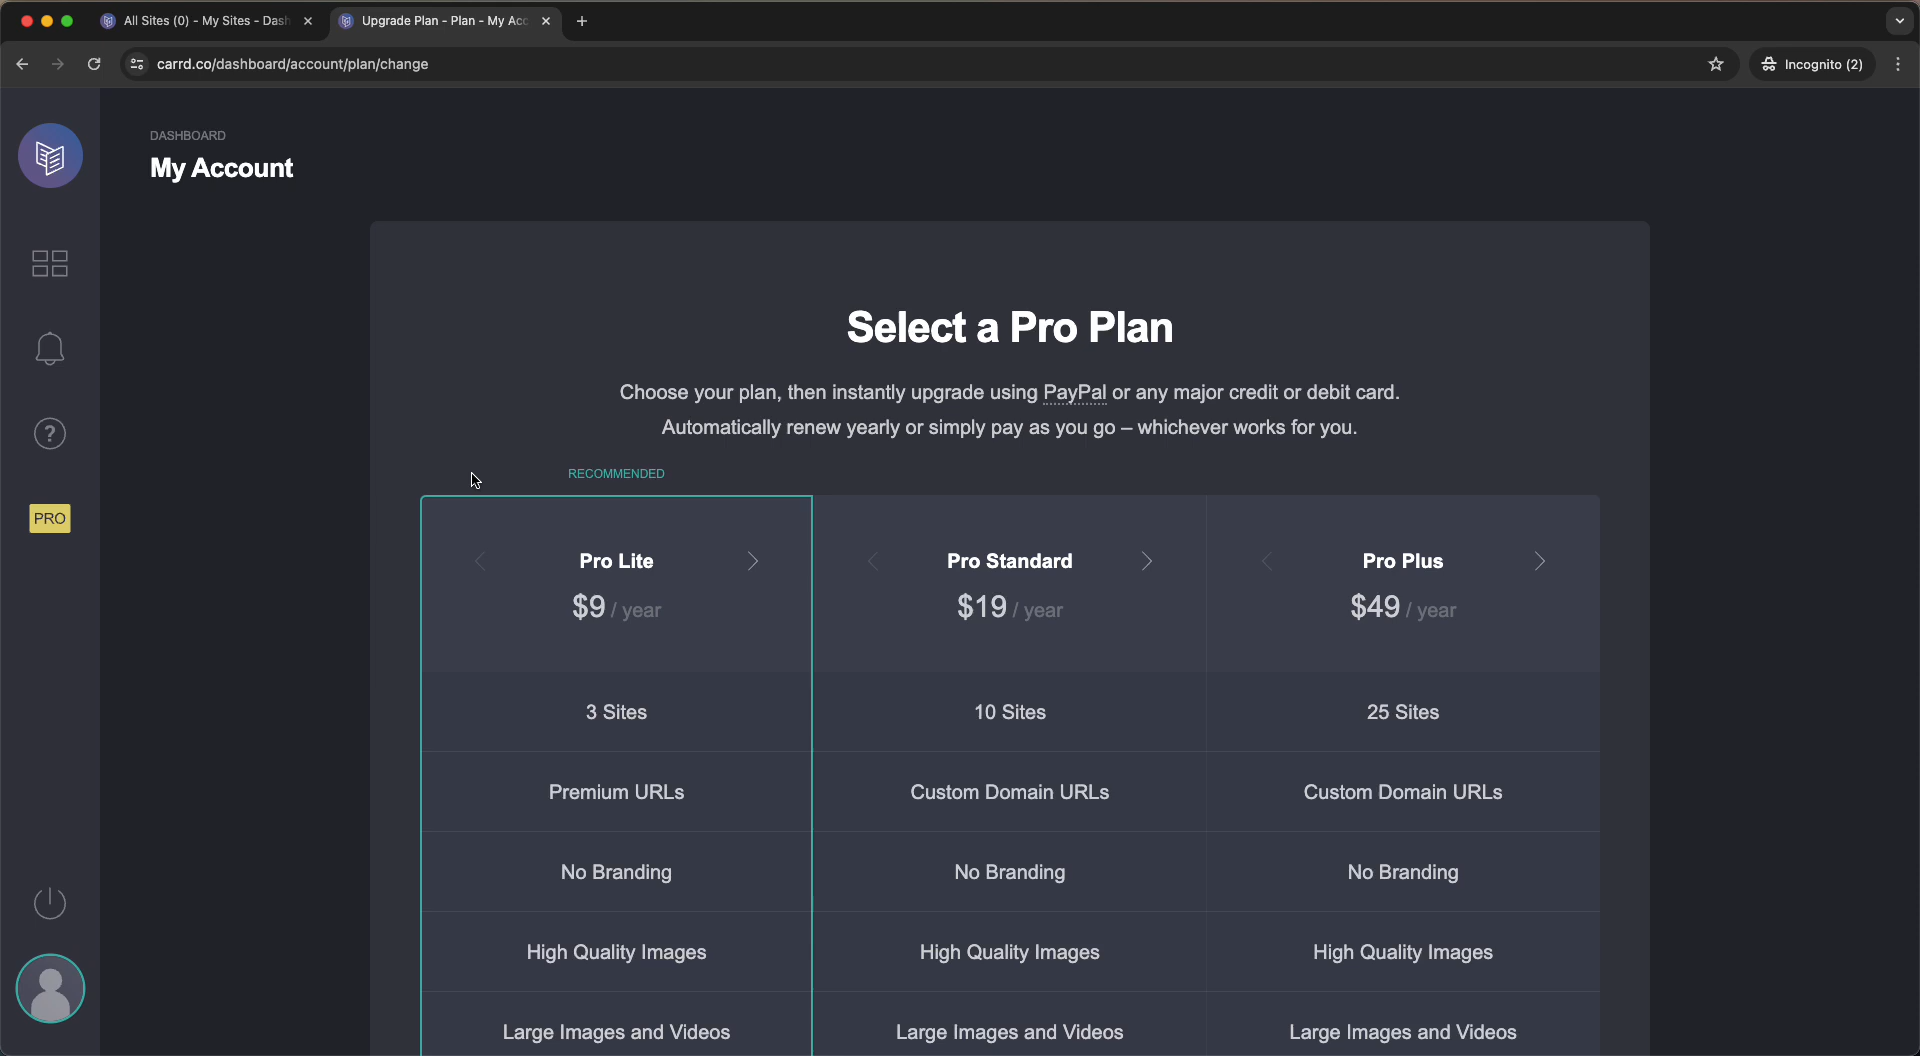 All Sites (0) - My Sites - Dash
Upgrade Plan - Plan - My Acc
carrd.co/dashboard/account/plan/change
Incognito (2)
DASHBOARD
My Account
Select a Pro Plan
Choose your plan, then instantly upgrade using PayPal or any major credit or debit card.
Automatically renew yearly or simply pay as you go – whichever works for you.
RECOMMENDED
PRO
Pro Lite
Pro Standard
Pro Plus
$9 / year
$19 / year
$49 / year
3 Sites
10 Sites
25 Sites
Premium URLs
Custom Domain URLs
Custom Domain URLs
No Branding
No Branding
No Branding
High Quality Images
High Quality Images
High Quality Images
Large Images and Videos
Large Images and Videos
Large Images and Videos